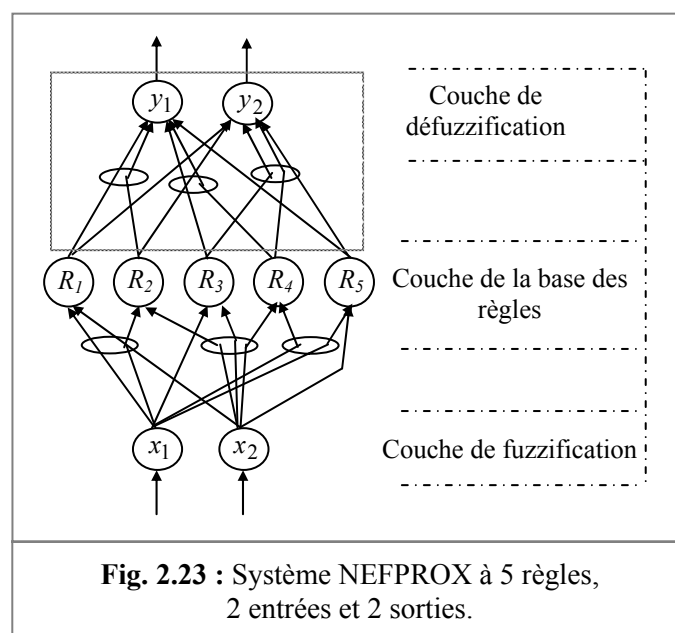 y1 y2
Couche de
défuzzification
R1 R2 R3 R4 R5
Couche de la base des
règles
x1 x2
Couche de fuzzification
Fig. 2.23 : Système NEFPROX à 5 règles,
2 entrées et 2 sorties.